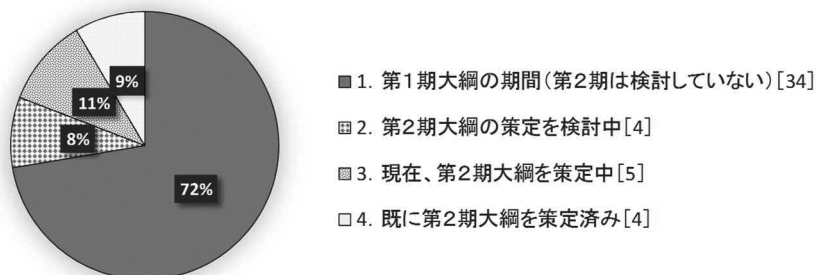 9%
11%
8%
72%
1. 第1期大綱の期間(第2期は検討していない)[34]
2. 第2期大綱の策定を検討中[4]
3. 現在、第2期大綱を策定中[5]
4. 既に第2期大綱を策定済み[4]